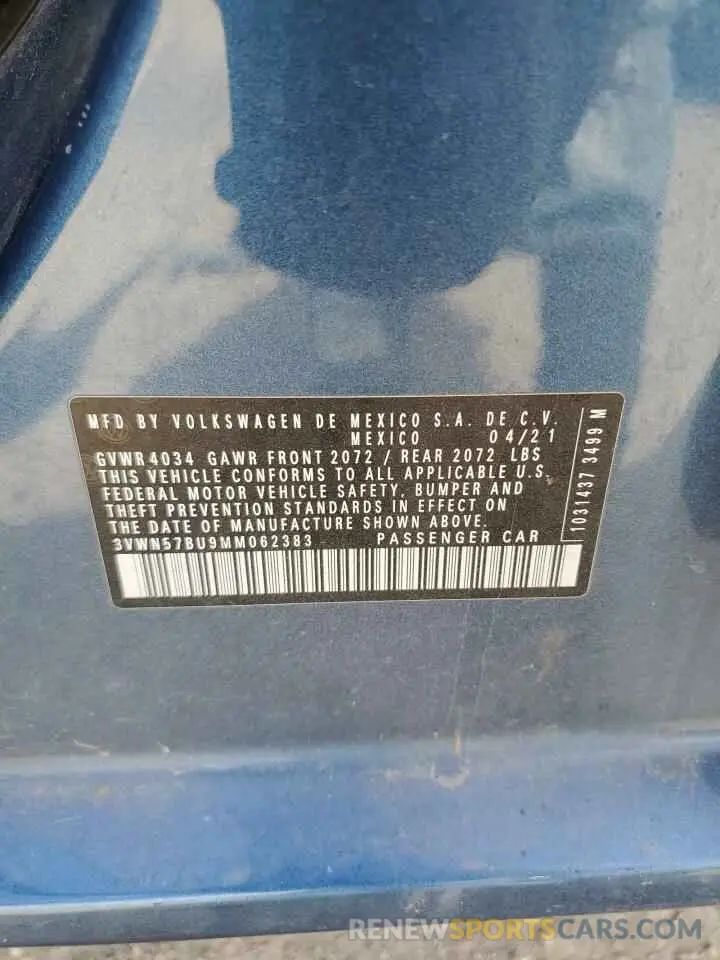 MFD BY VOLKSWAGEN DE MEXICO S.A. DE C.V.
MEXICO 04/21
GVWR 4034 GAWR FRONT 2072 / REAR 2072 LBS
THIS VEHICLE CONFORMS TO ALL APPLICABLE U.S.
FEDERAL MOTOR VEHICLE SAFETY, BUMPER AND
THEFT PREVENTION STANDARDS IN EFFECT ON
THE DATE OF MANUFACTURE SHOWN ABOVE.
3VWN57BU9MM062383 PASSENGER CAR
1031437 3499 M
RENEWSPORTSCARS.COM